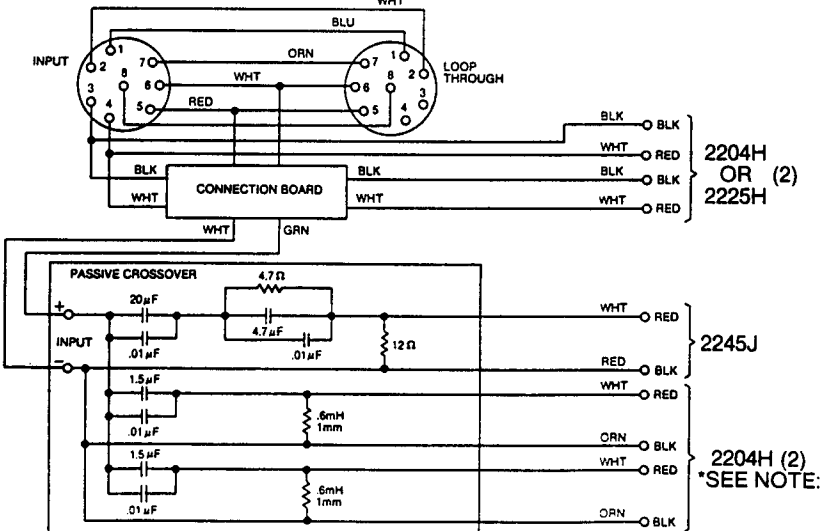 WHT
BLU
INPUT
1
2
7
ORN
7
1
2
LOOP
THROUGH
8
6
WHT
6
8
3
4
5
RED
5
4
3
BLK
BLK
WHT
RED
BLK
BLK
WHT
RED
2204H
OR (2)
2225H
BLK
WHT
CONNECTION BOARD
BLK
WHT
WHT
GRN
PASSIVE CROSSOVER
4.7Ω
20µF
+
.01µF
4.7µF
.01µF
12Ω
INPUT
−
WHT
RED
RED
BLK
2245J
1.5µF
.01µF
.6mH
1mm
WHT
RED
ORN
BLK
1.5µF
.01µF
.6mH
1mm
WHT
RED
ORN
BLK
2204H (2)
*SEE NOTE: